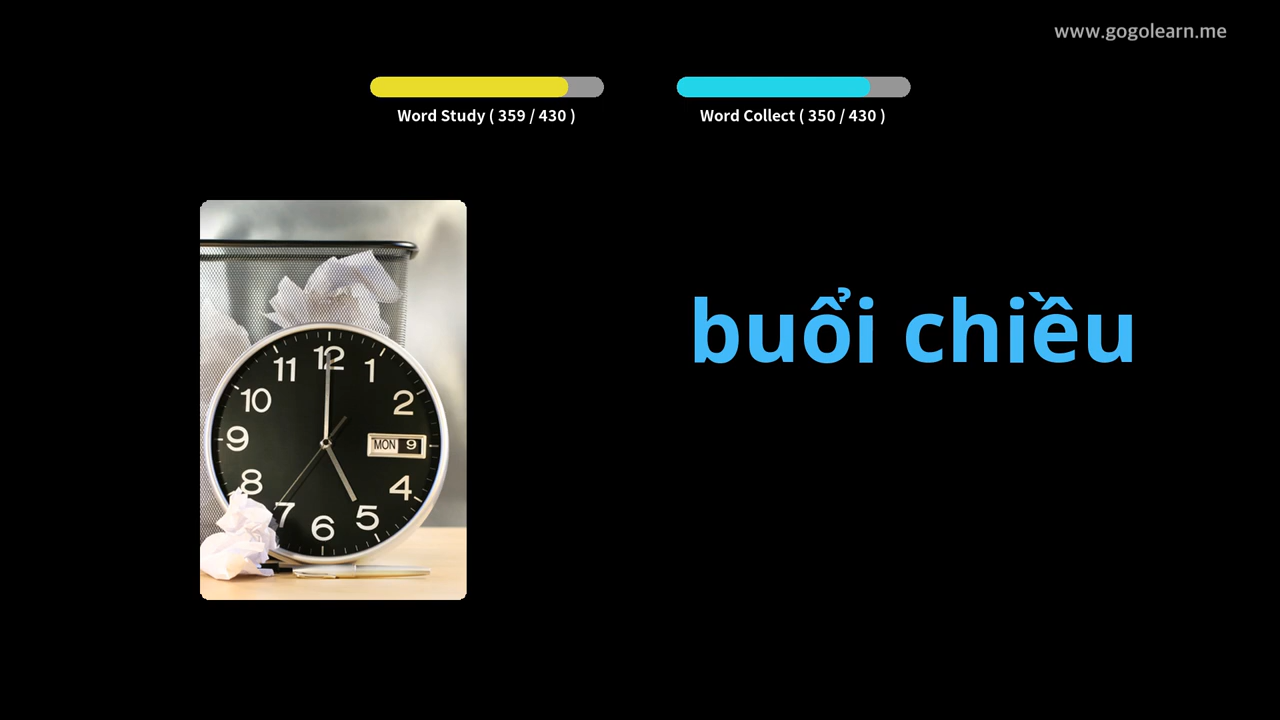 www.gogolearn.me
Word Study ( 359 / 430 )
Word Collect ( 350 / 430 )
buổi chiều
12
11
1
10
2
9
MON 9
8
4
7
5
6